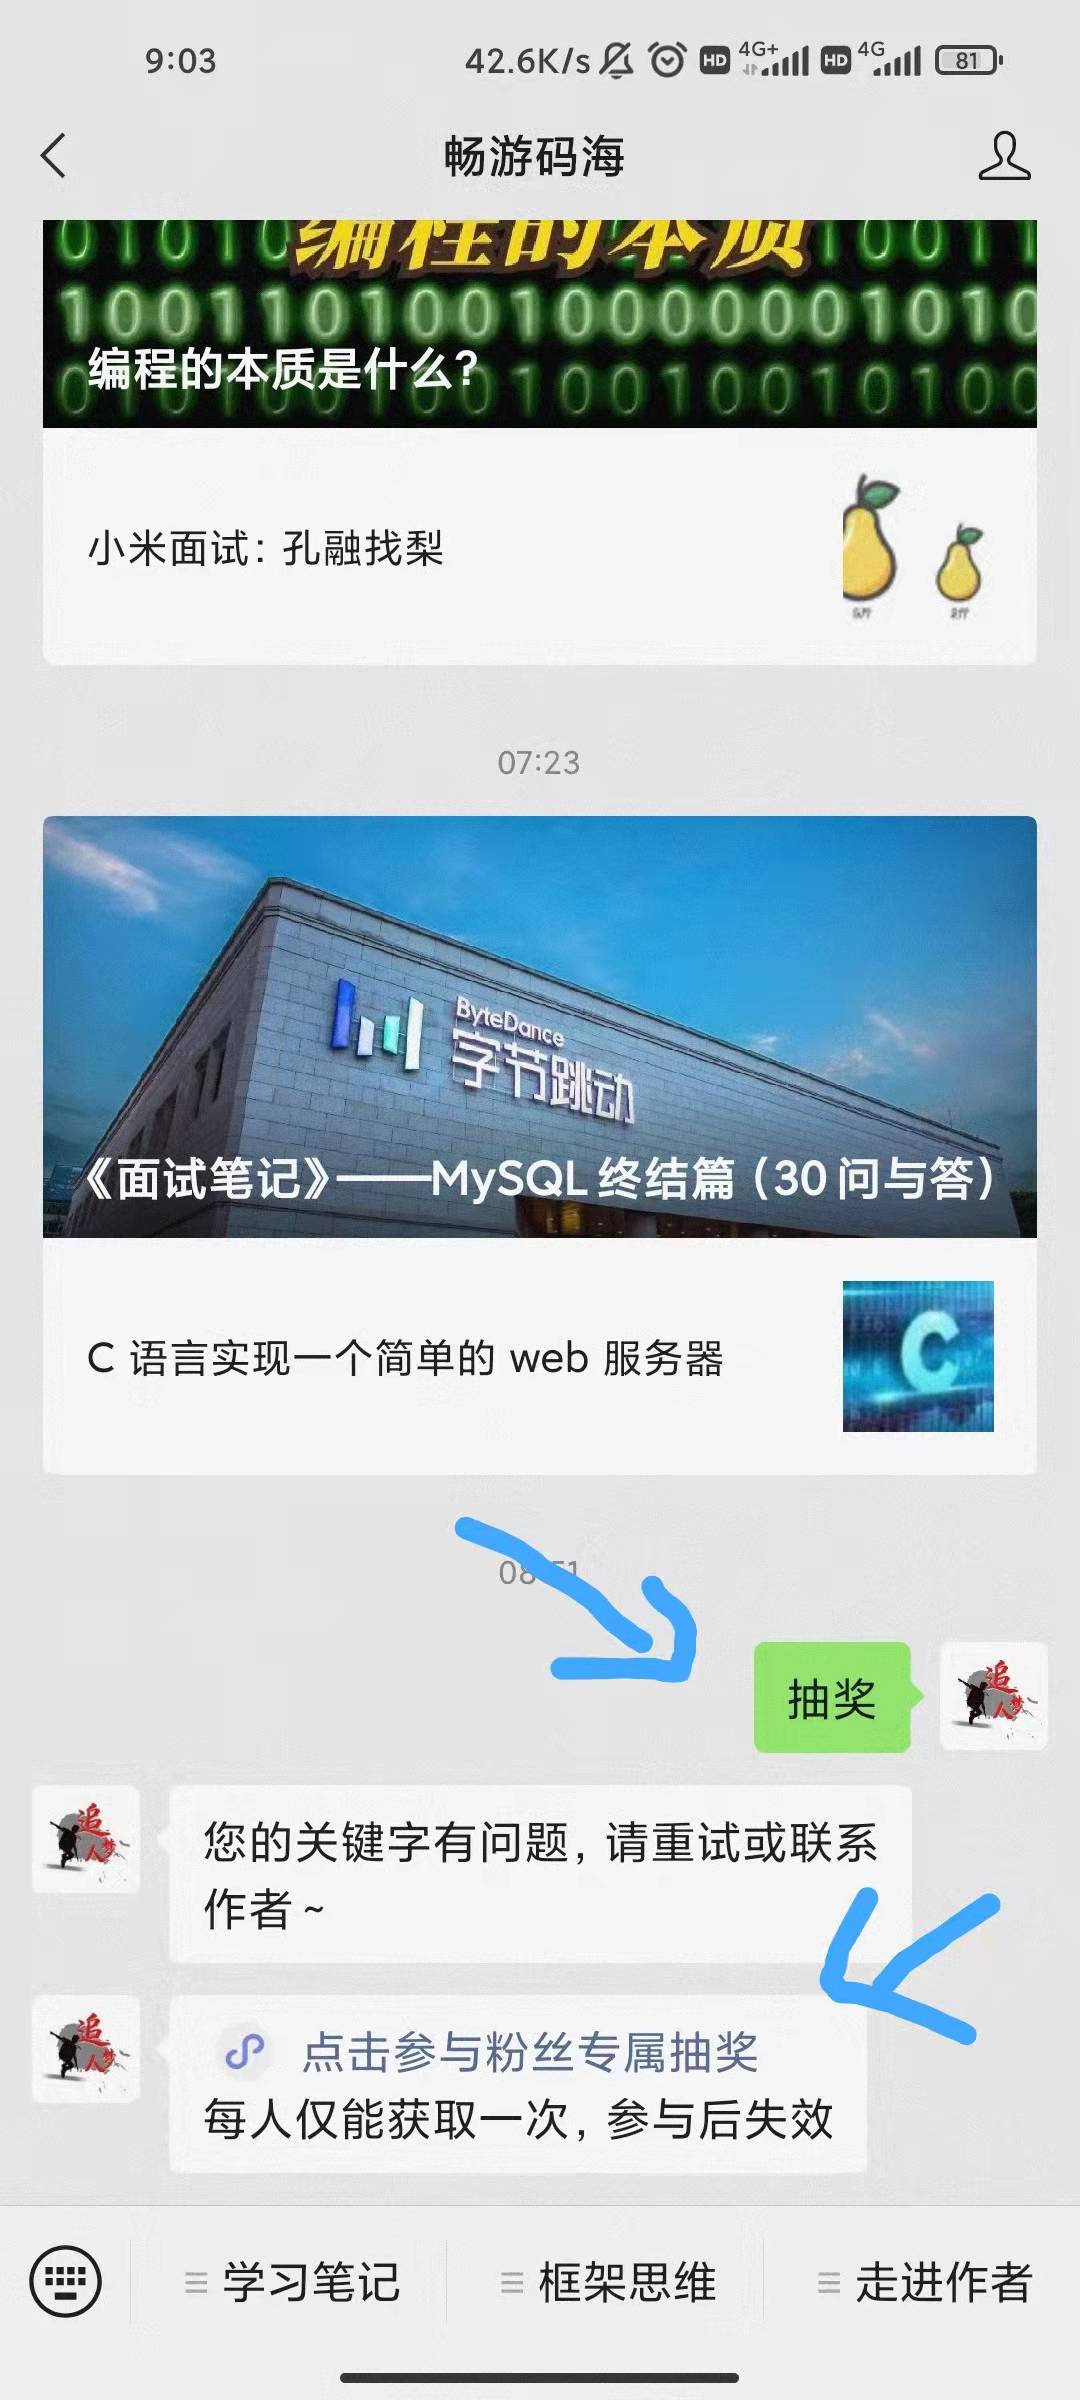 9:03
42.6K/s
HD
4G+
HD
4G
81
畅游码海
编程的本质
编程的本质是什么？
小米面试：孔融找梨
07:23
ByteDance
字节跳动
《面试笔记》——MySQL 终结篇（30 问与答）
C 语言实现一个简单的 web 服务器
C
抽奖
追
梦
人
您的关键字有问题，请重试或联系
作者 ~
追
梦
人
点击参与粉丝专属抽奖
每人仅能获取一次，参与后失效
追
梦
人
学习笔记
框架思维
走进作者